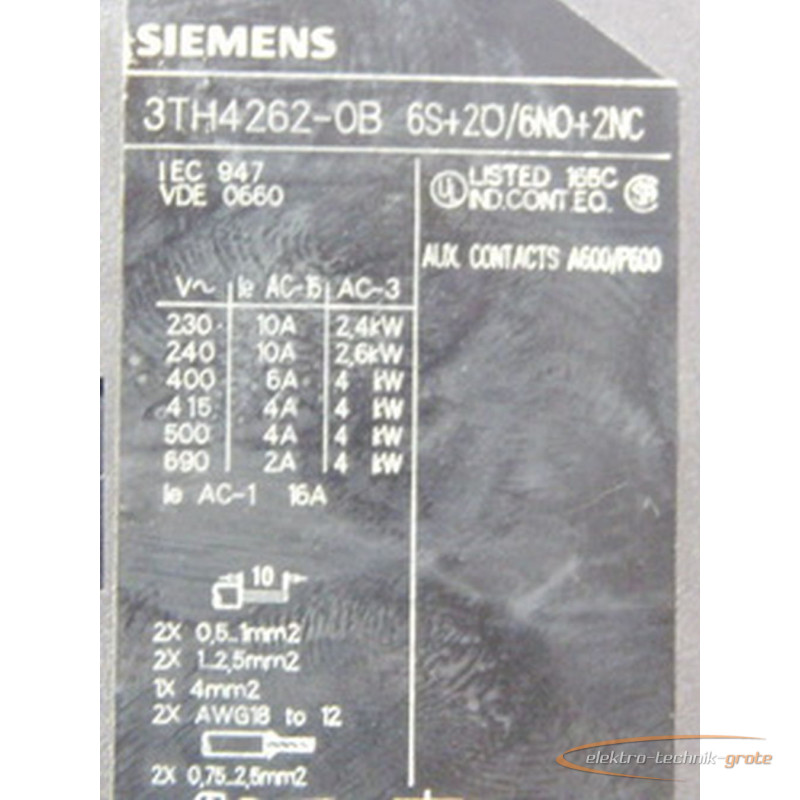 SIEMENS
3TH4262-0B 6S+2Ö/6NO+2NC
IEC 947
VDE 0660
UL LISTED 165C
IND.CONT.EQ.
AUX. CONTACTS A600/P600
V~ Ie AC-15 AC-3
230 10A 2,4kW
240 10A 2,6kW
400 6A 4 kW
415 4A 4 kW
500 4A 4 kW
690 2A 4 kW
Ie AC-1 16A
10
2X 0,5...1mm2
2X 1...2,5mm2
1X 4mm2
2X AWG18 to 12
2X 0,75...2,5mm2
elektro-technik-grote